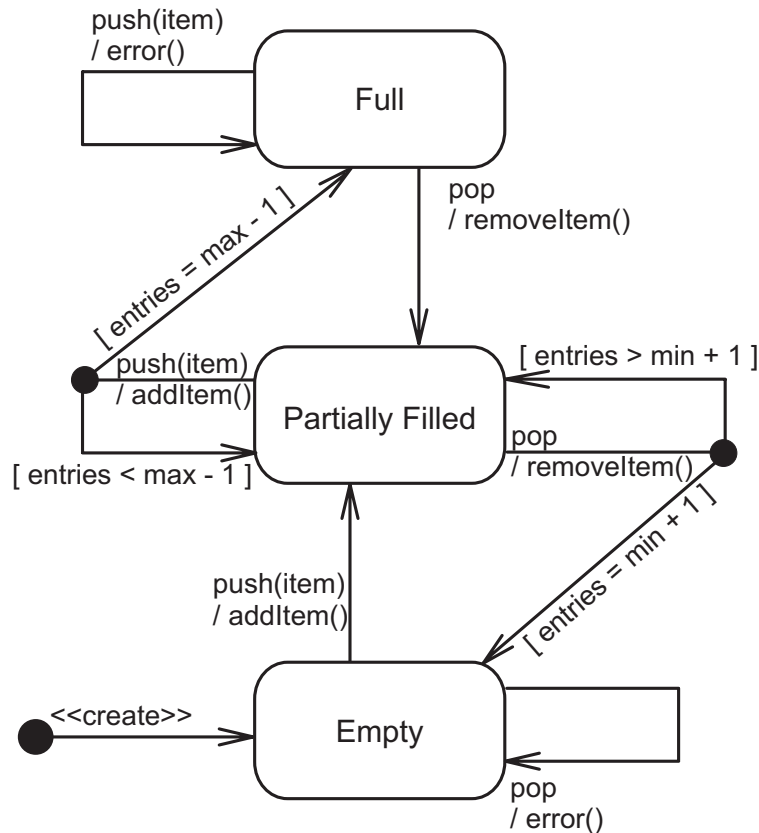 push(item)
/ error()
Full
pop
/ removeItem()
[ entries = max - 1 ]
push(item)
/ addItem()
[ entries < max - 1 ]
Partially Filled
[ entries > min + 1 ]
pop
/ removeItem()
[ entries = min + 1 ]
push(item)
/ addItem()
<<create>>
Empty
pop
/ error()